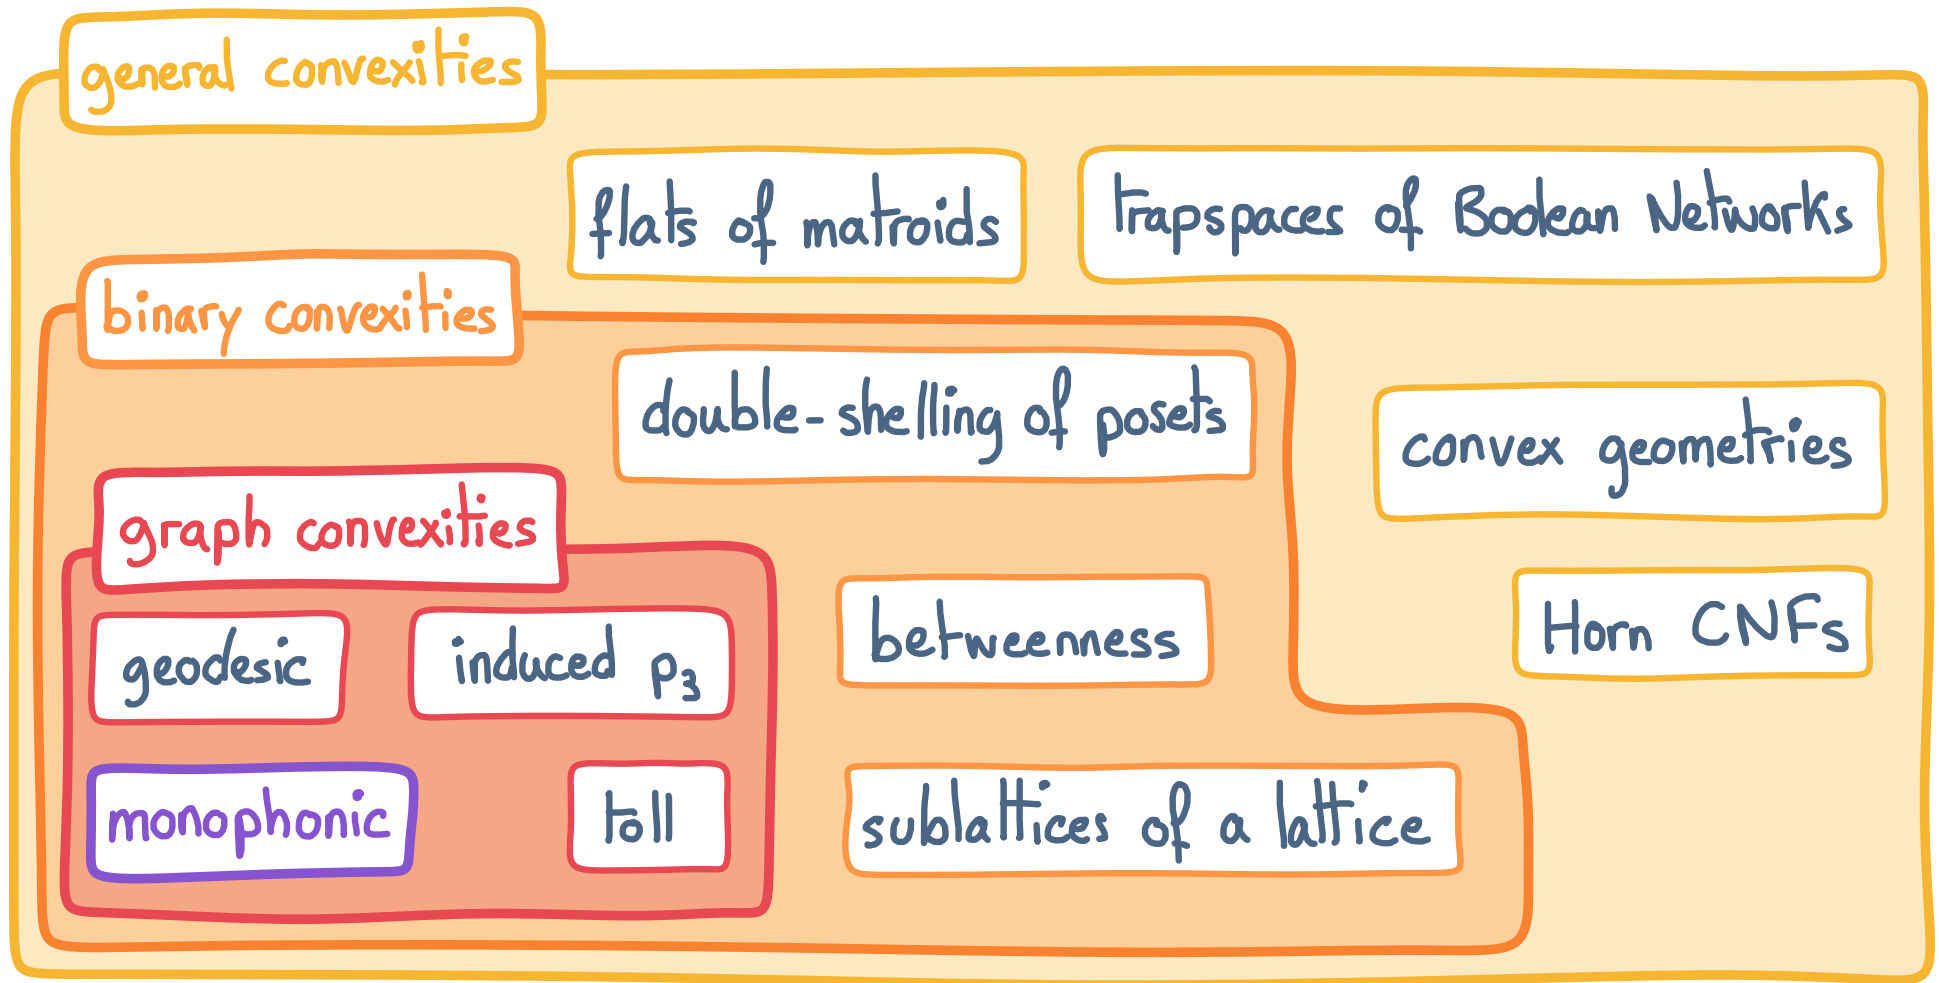 general convexities
flats of matroids
trapspaces of Boolean Networks
binary convexities
double-shelling of posets
convex geometries
graph convexities
betweenness
Horn CNFs
geodesic
induced P3
monophonic
toll
sublattices of a lattice